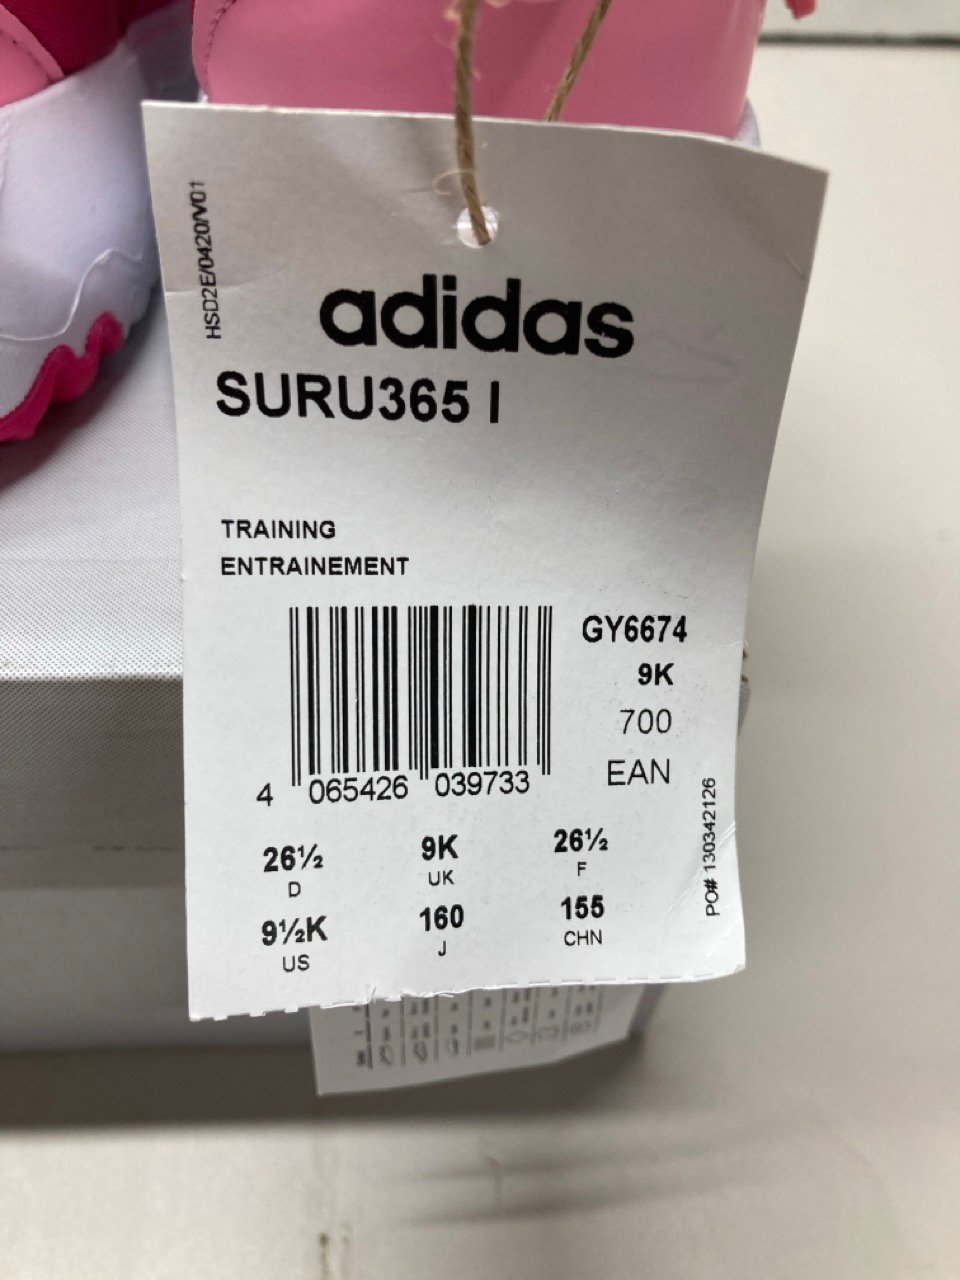 HSD2E/0420/V01
adidas
SURU365 I
TRAINING
ENTRAINEMENT
GY6674
9K
700
EAN
4 065426 039733
26½ 9K 26½
D UK F
9½K 160 155
US J CHN
PO# 130342126